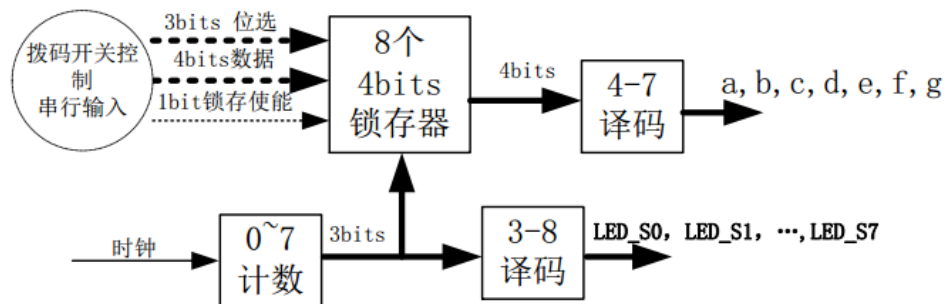 3bits 位选
拨码开关控
制
串行输入
4bits数据
1bit锁存使能
8个
4bits
锁存器
4bits
4-7
译码
a, b, c, d, e, f, g
时钟
0~7
计数
3bits
3-8
译码
LED_S0, LED_S1, …, LED_S7